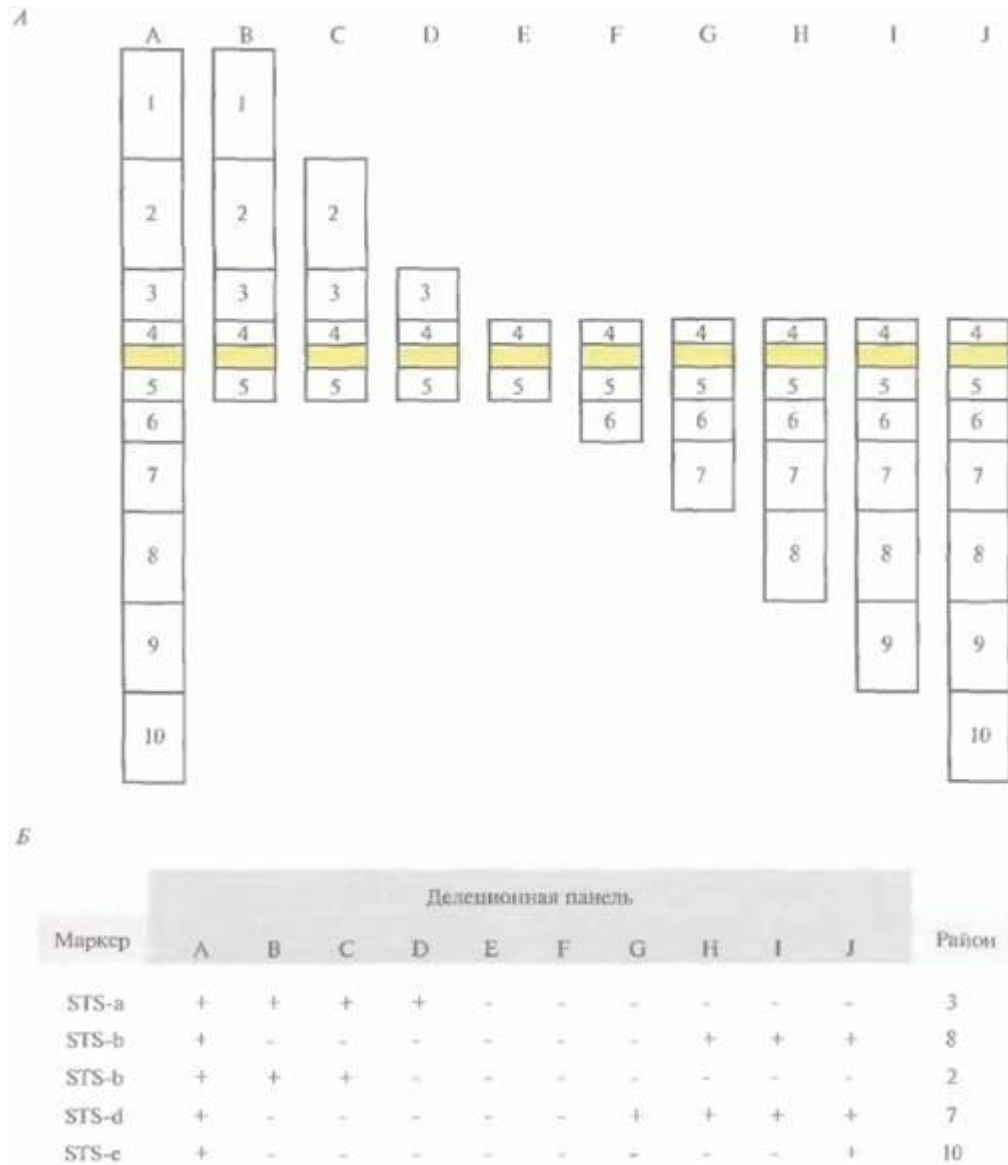 А
A B C D E F G H I J
1 1
2 2 2
3 3 3 3
4 4 4 4 4 4 4 4 4 4
5 5 5 5 5 5 5 5 5 5
6 6 6 6 6 6
7 7 7 7 7
8 8 8 8
9 9 9
10 10
Б
Делеционная панель
Маркер A B C D E F G H I J Район
STS-a + + + + - - - - - - 3
STS-b + - - - - - - + + + 8
STS-b + + + - - - - - - - 2
STS-d + - - - - - + + + + 7
STS-e + - - - - - - - - + 10